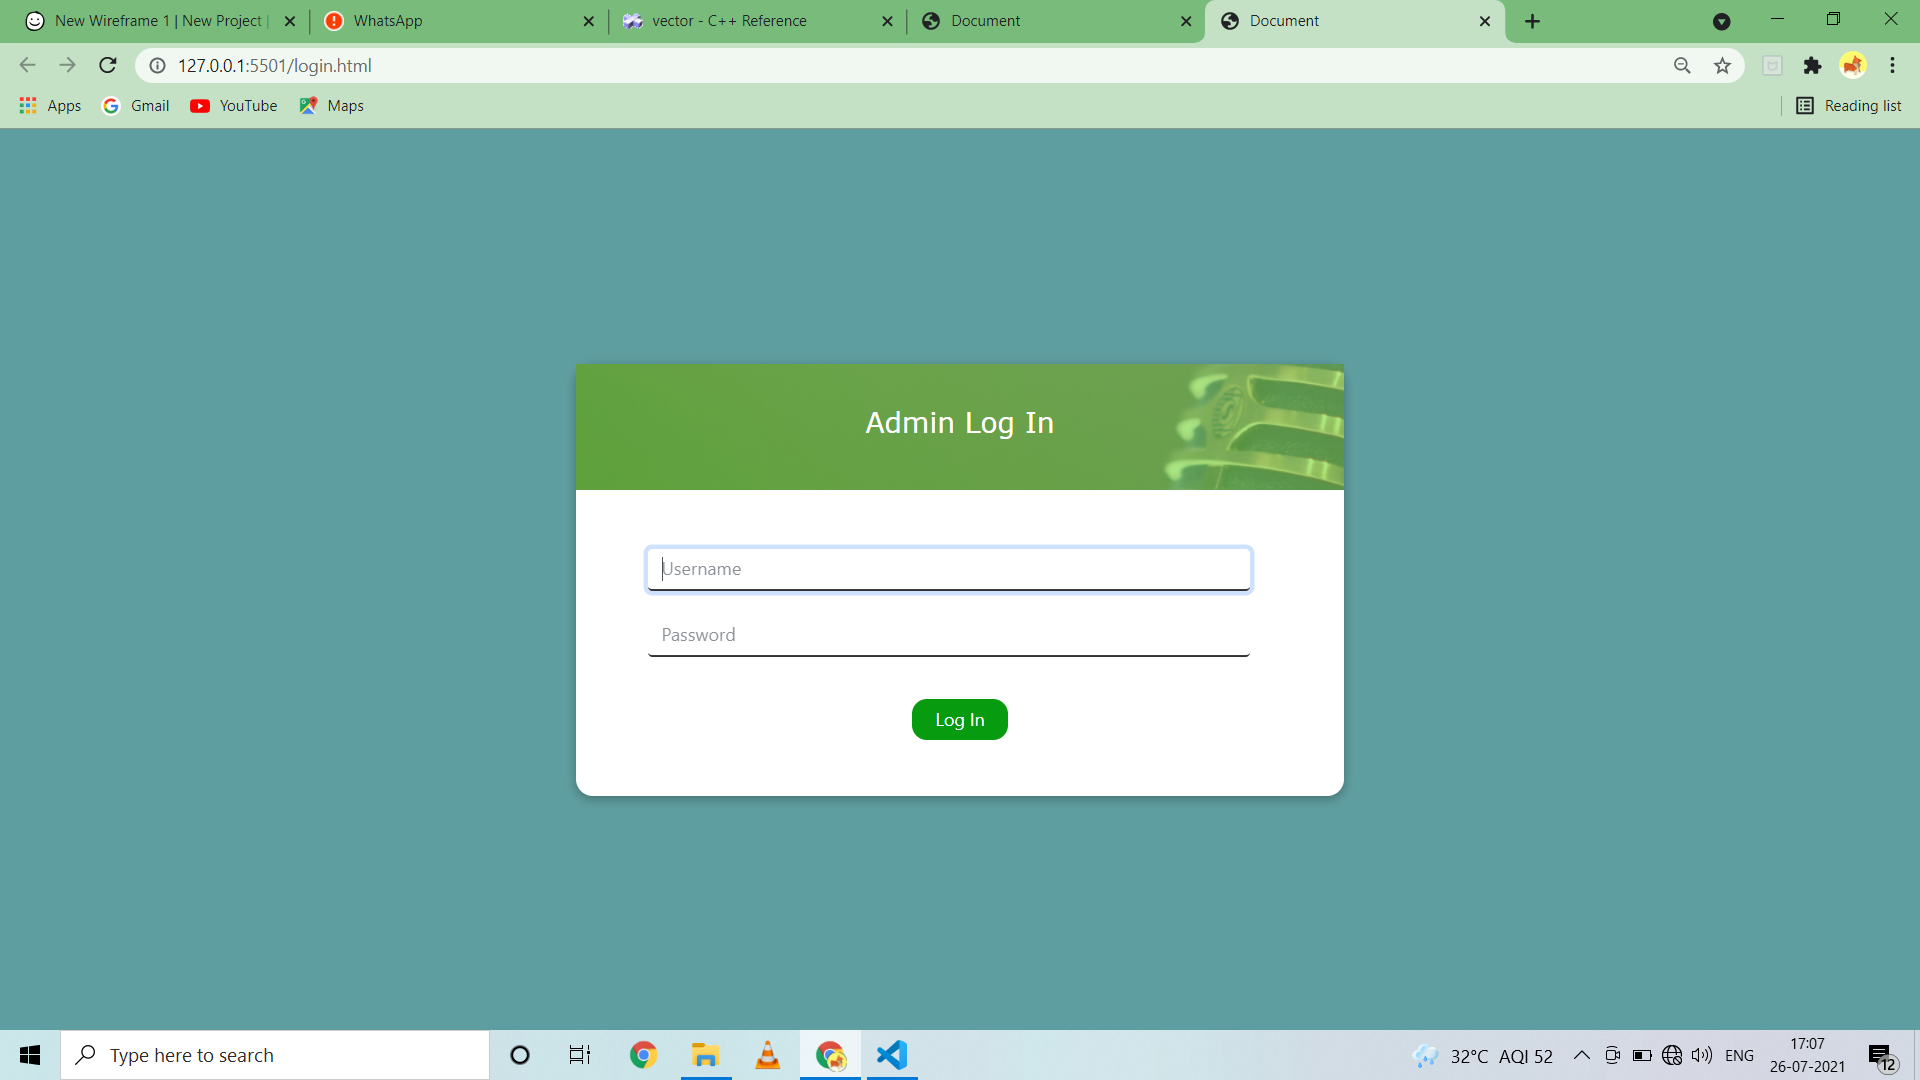 New Wireframe 1 | New Project |
WhatsApp
vector - C++ Reference
Document
Document
127.0.0.1:5501/login.html
Apps
Gmail
YouTube
Maps
Reading list
Admin Log In
Username
Password
Log In
Type here to search
32°C AQI 52
ENG
17:07
26-07-2021
12